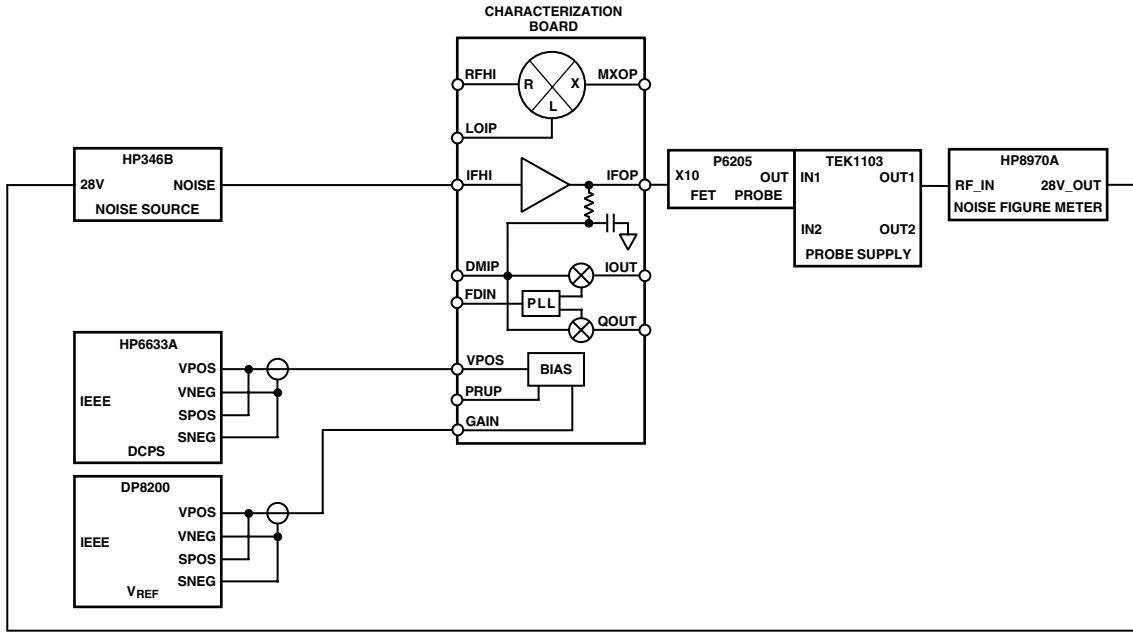 CHARACTERIZATION
BOARD
RFHI
R
X
L
MXOP
LOIP
HP346B
28V
NOISE
NOISE SOURCE
IFHI
IFOP
P6205
X10
OUT
FET PROBE
TEK1103
IN1
OUT1
IN2
OUT2
PROBE SUPPLY
HP8970A
RF_IN
28V_OUT
NOISE FIGURE METER
DMIP
IOUT
FDIN
PLL
QOUT
HP6633A
VPOS
IEEE
VNEG
SPOS
SNEG
DCPS
VPOS
BIAS
PRUP
GAIN
DP8200
VPOS
IEEE
VNEG
SPOS
SNEG
VREF